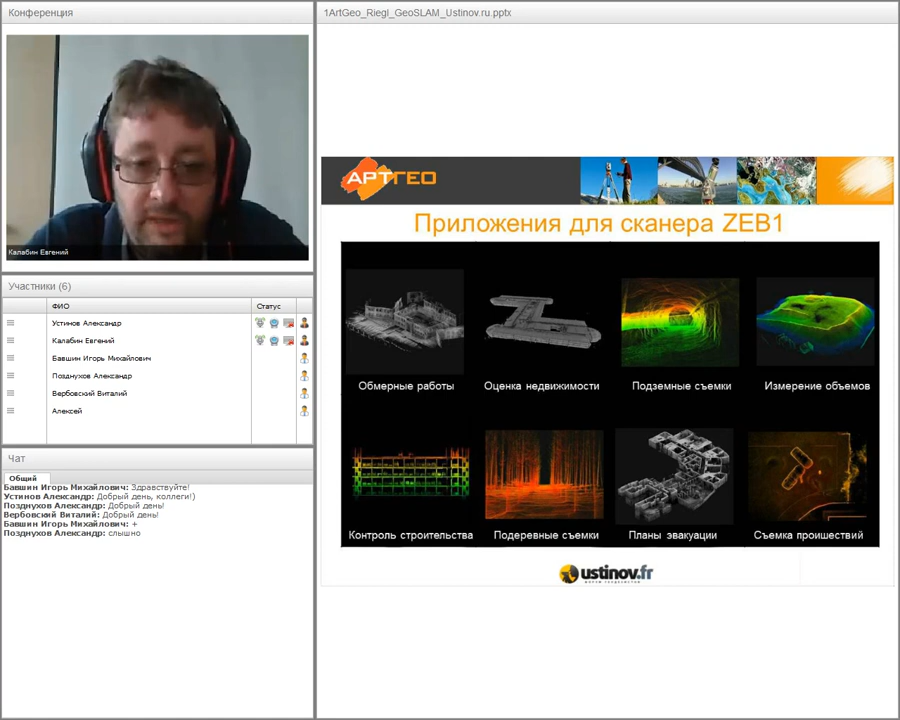 Конференция
Калабин Евгений
Участники (6)
ФИО
Статус
Устинов Александр
Калабин Евгений
Бавшин Игорь Михайлович
Позднухов Александр
Вербовский Виталий
Алексей
Чат
Общий
Бавшин Игорь Михайлович: Здравствуйте!
Устинов Александр: Добрый день, коллеги!)
Позднухов Александр: Добрый день!
Вербовский Виталий: Добрый день!
Бавшин Игорь Михайлович: +
Позднухов Александр: слышно
1ArtGeo_Riegl_GeoSLAM_Ustinov.ru.pptx
АРТГЕО
Приложения для сканера ZEB1
Обмерные работы
Оценка недвижимости
Подземные съемки
Измерение объемов
Контроль строительства
Подеревные съемки
Планы эвакуации
Съемка проишествий
ustinov.fr